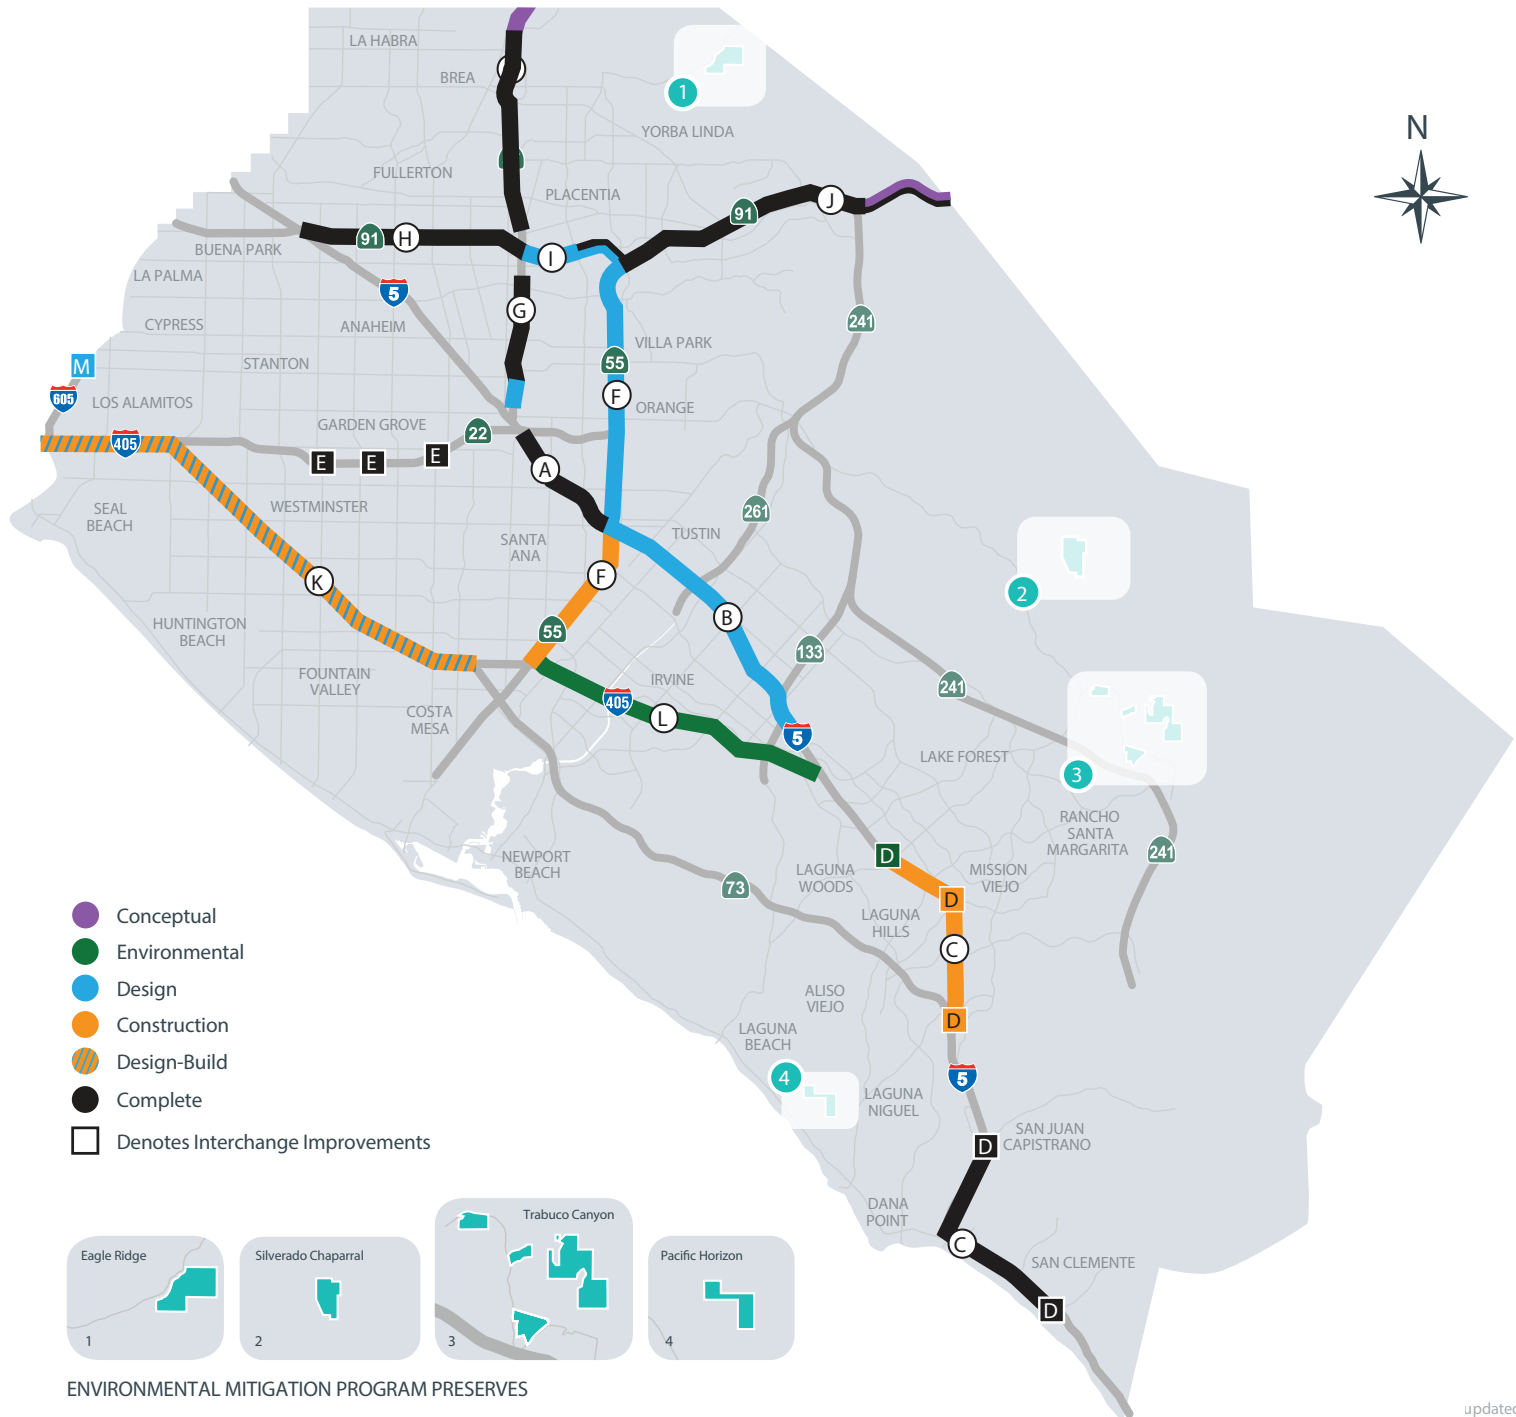 LA HABRA
BREA
1
YORBA LINDA
N
FULLERTON
PLACENTIA
J
91
91
H
BUENA PARK
I
LA PALMA
5
G
241
CYPRESS
ANAHEIM
VILLA PARK
STANTON
55
M
F
605
LOS ALAMITOS
ORANGE
GARDEN GROVE
22
405
E
E
E
A
SEAL
BEACH
WESTMINSTER
261
TUSTIN
SANTA
ANA
K
F
2
B
HUNTINGTON
BEACH
55
133
FOUNTAIN
VALLEY
IRVINE
241
405
L
COSTA
MESA
5
LAKE FOREST
3
RANCHO
SANTA
MARGARITA
241
NEWPORT
BEACH
D
LAGUNA
WOODS
MISSION
VIEJO
73
D
LAGUNA
HILLS
C
ALISO
VIEJO
D
LAGUNA
BEACH
4
5
LAGUNA
NIGUEL
SAN JUAN
CAPISTRANO
D
DANA
POINT
C
SAN CLEMENTE
D
Conceptual
Environmental
Design
Construction
Design-Build
Complete
Denotes Interchange Improvements
Eagle Ridge
1
Silverado Chaparral
2
Trabuco Canyon
3
Pacific Horizon
4
ENVIRONMENTAL MITIGATION PROGRAM PRESERVES
updated